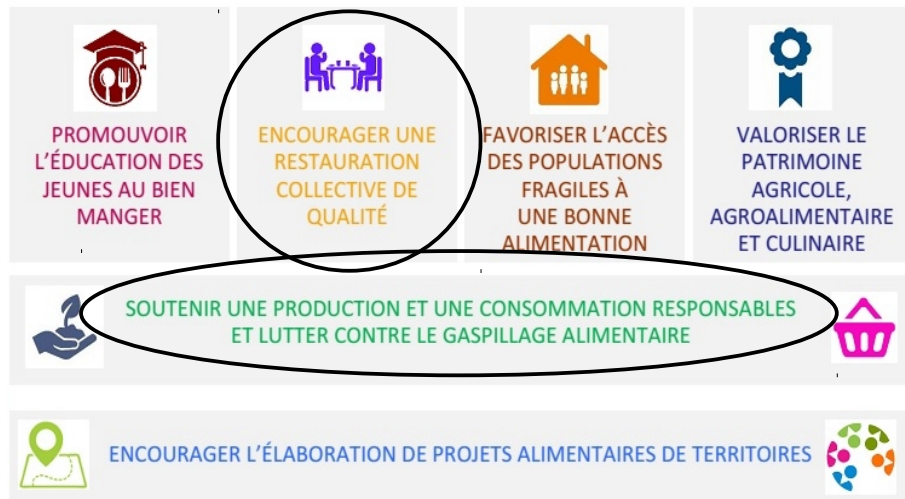 PROMOUVOIR
L'ÉDUCATION DES
JEUNES AU BIEN
MANGER
ENCOURAGER UNE
RESTAURATION
COLLECTIVE DE
QUALITÉ
FAVORISER L'ACCÈS
DES POPULATIONS
FRAGILES À
UNE BONNE
ALIMENTATION
VALORISER LE
PATRIMOINE
AGRICOLE,
AGROALIMENTAIRE
ET CULINAIRE
SOUTENIR UNE PRODUCTION ET UNE CONSOMMATION RESPONSABLES
ET LUTTER CONTRE LE GASPILLAGE ALIMENTAIRE
ENCOURAGER L'ÉLABORATION DE PROJETS ALIMENTAIRES DE TERRITOIRES